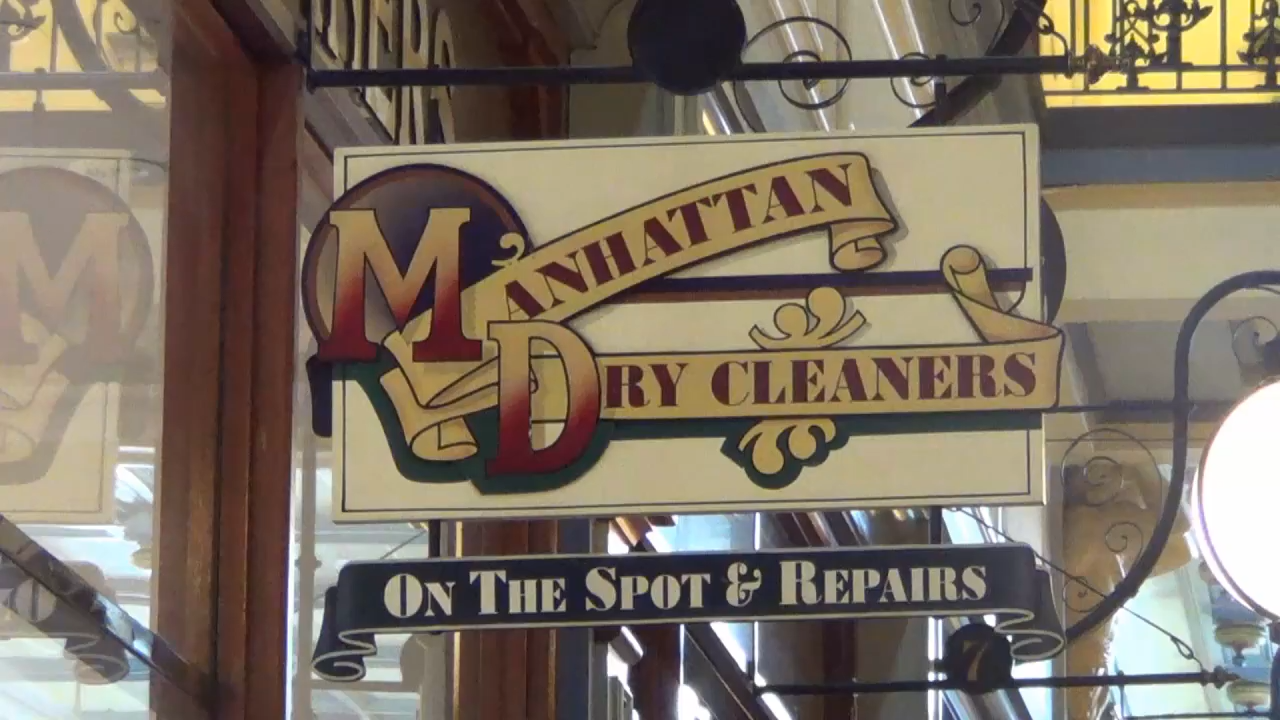 MANHATTAN
DRY CLEANERS
ON THE SPOT & REPAIRS
7
M